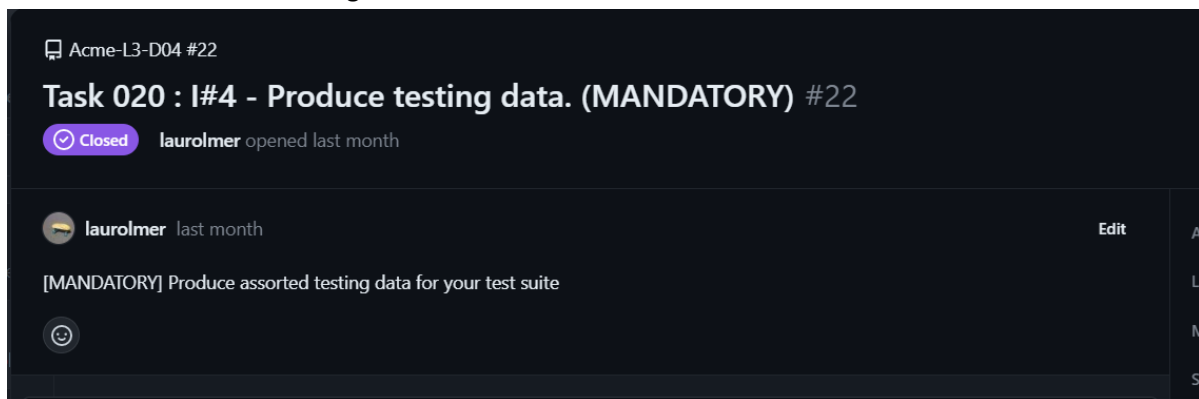 Acme-L3-D04 #22
Task 020 : I#4 - Produce testing data. (MANDATORY) #22
Closed laurolmer opened last month
laurolmer last month Edit
[MANDATORY] Produce assorted testing data for your test suite